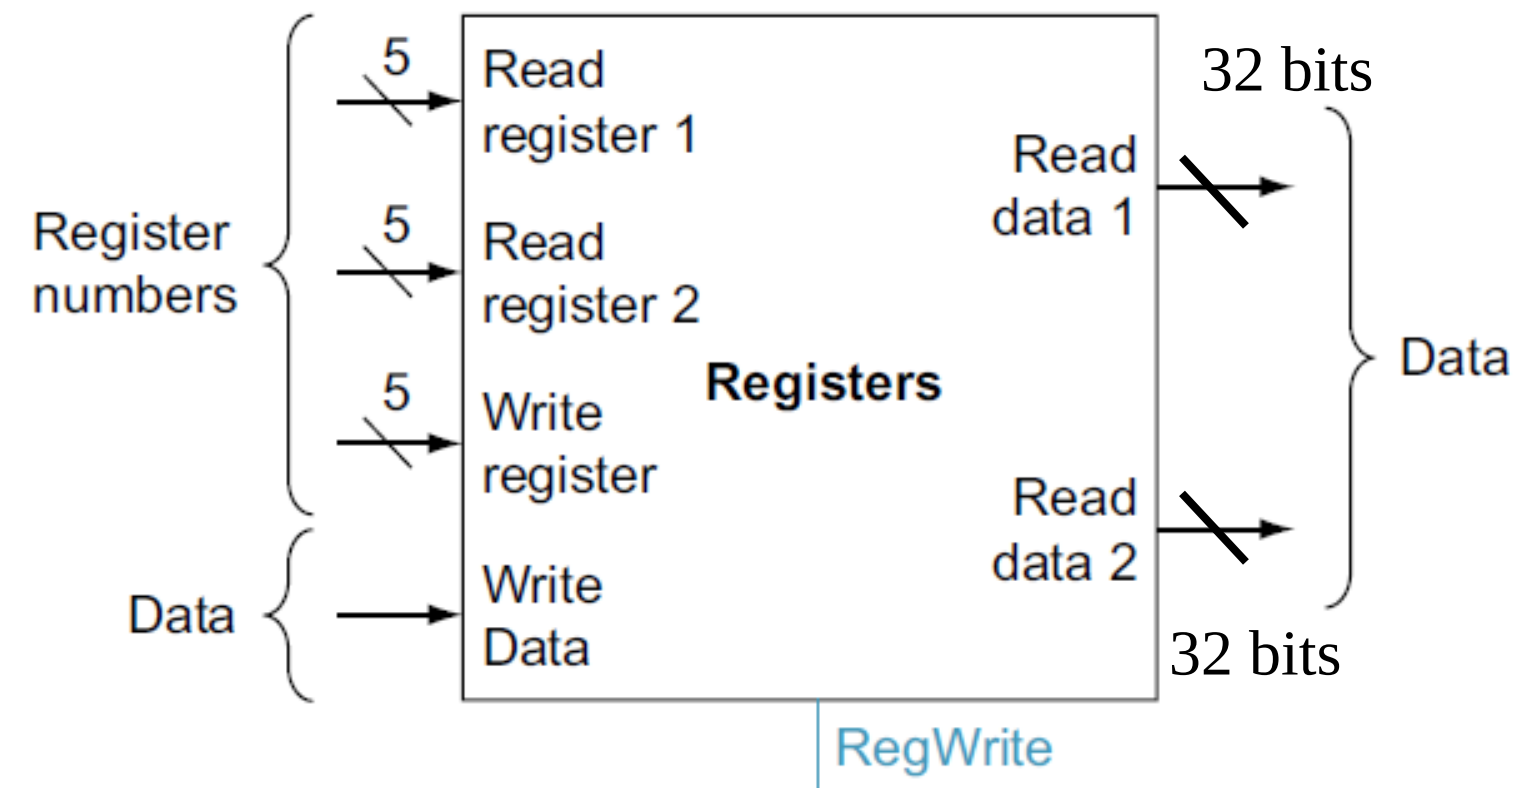 Register
numbers
Data
5
5
5
Read
register 1
Read
register 2
Write
register
Write
Data
Registers
Read
data 1
Read
data 2
32 bits
32 bits
Data
RegWrite